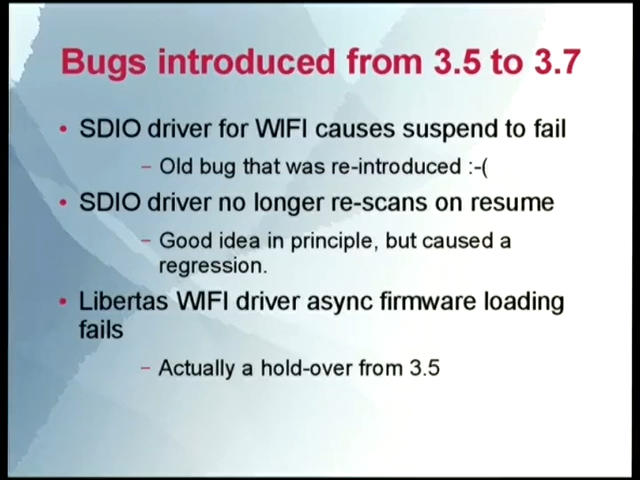 Bugs introduced from 3.5 to 3.7
• SDIO driver for WIFI causes suspend to fail
– Old bug that was re-introduced :-(
• SDIO driver no longer re-scans on resume
– Good idea in principle, but caused a
regression.
• Libertas WIFI driver async firmware loading
fails
– Actually a hold-over from 3.5